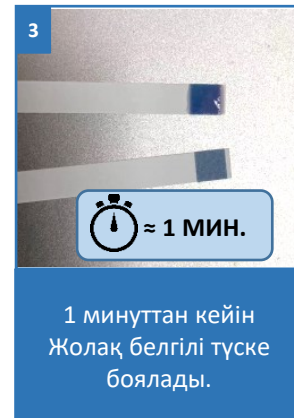 3
≈ 1 МИН.
1 минуттан кейін
Жолақ белгілі түске
боялады.